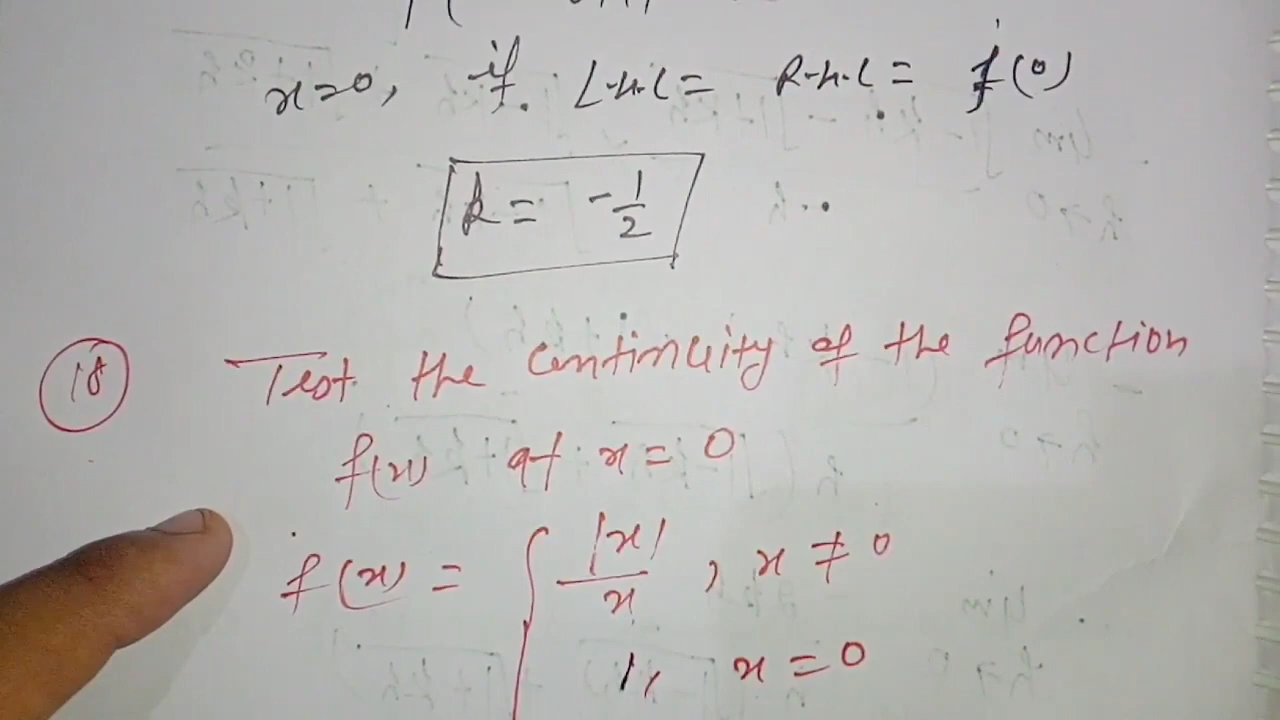 x=0, if. L.H.L = R.H.L = f(0)
k = -1/2
18 Test the continuity of the function
f(x) at x = 0
f(x) = { |x|/x , x ≠ 0
1, x = 0